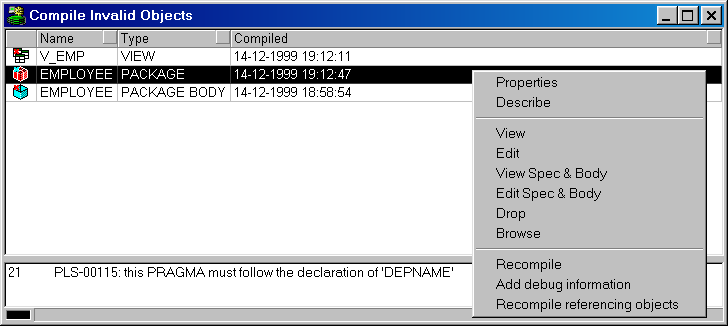 Compile Invalid Objects
Name Type Compiled
V_EMP VIEW 14-12-1999 19:12:11
EMPLOYEE PACKAGE 14-12-1999 19:12:47
EMPLOYEE PACKAGE BODY 14-12-1999 18:58:54
Properties
Describe
View
Edit
View Spec & Body
Edit Spec & Body
Drop
Browse
Recompile
Add debug information
Recompile referencing objects
21 PLS-00115: this PRAGMA must follow the declaration of 'DEPNAME'